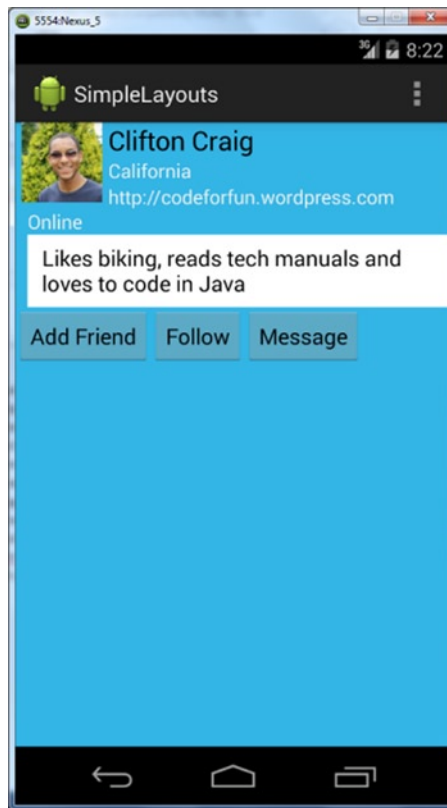 5554:Nexus_5
3G 8:22
SimpleLayouts
Clifton Craig
California
http://codeforfun.wordpress.com
Online
Likes biking, reads tech manuals and
loves to code in Java
Add Friend Follow Message